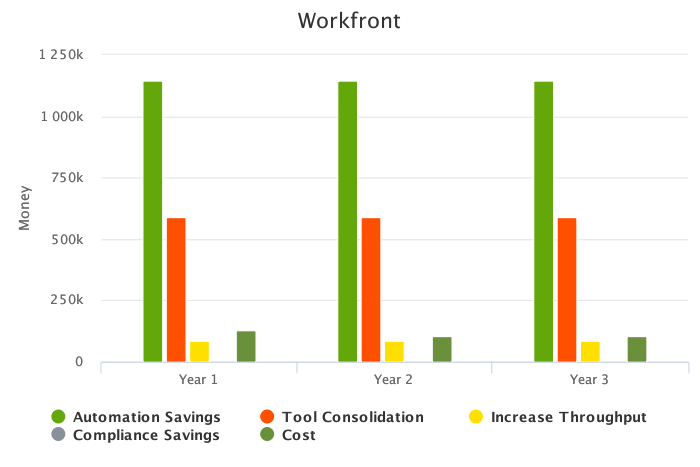 Workfront
1 250k
1 000k
750k
500k
250k
0
Money
Year 1
Year 2
Year 3
Automation Savings
Tool Consolidation
Increase Throughput
Compliance Savings
Cost